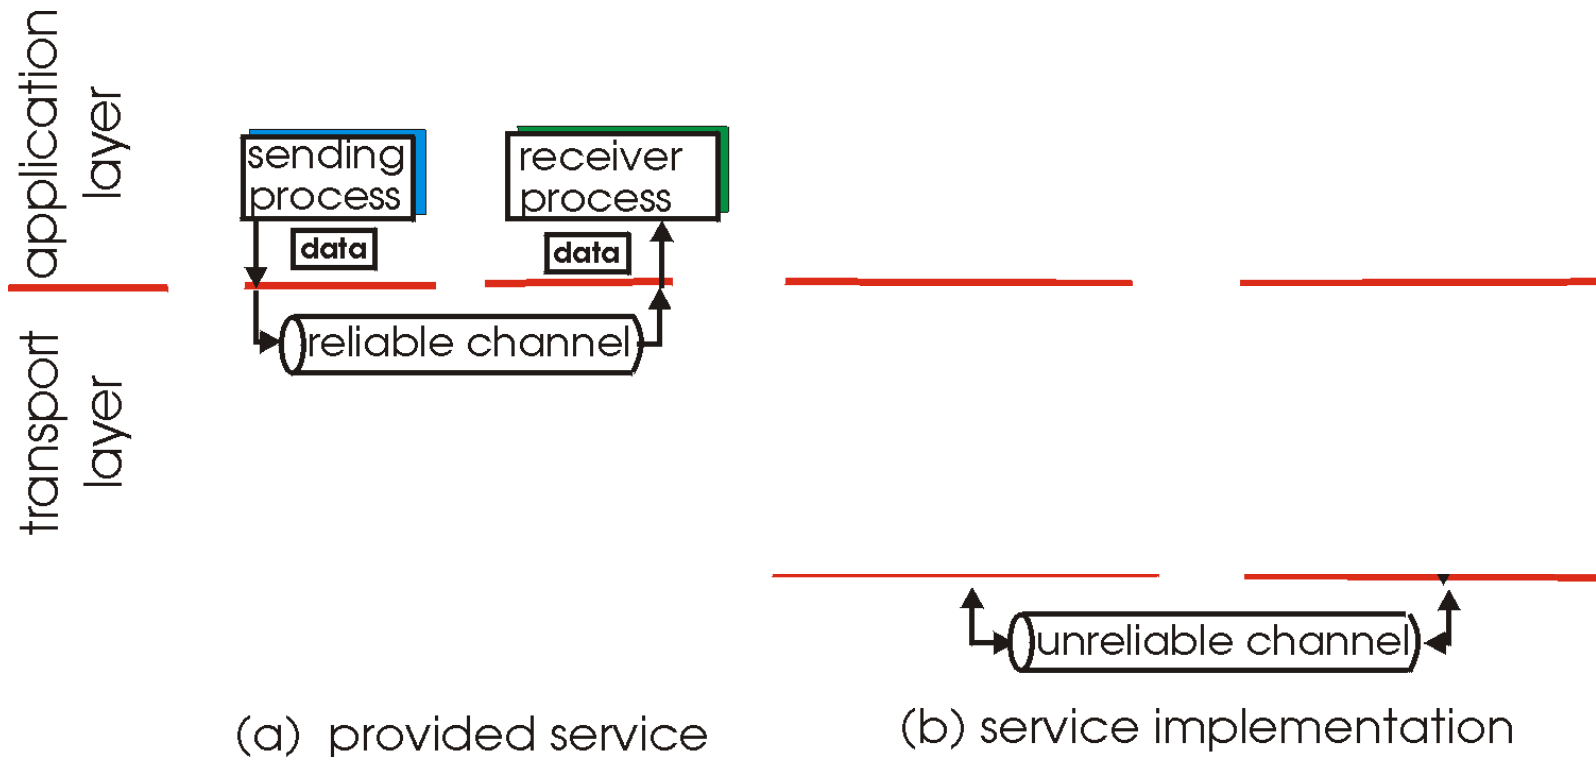 application
layer
transport
layer
sending
process
receiver
process
data
data
reliable channel
unreliable channel
(a) provided service
(b) service implementation